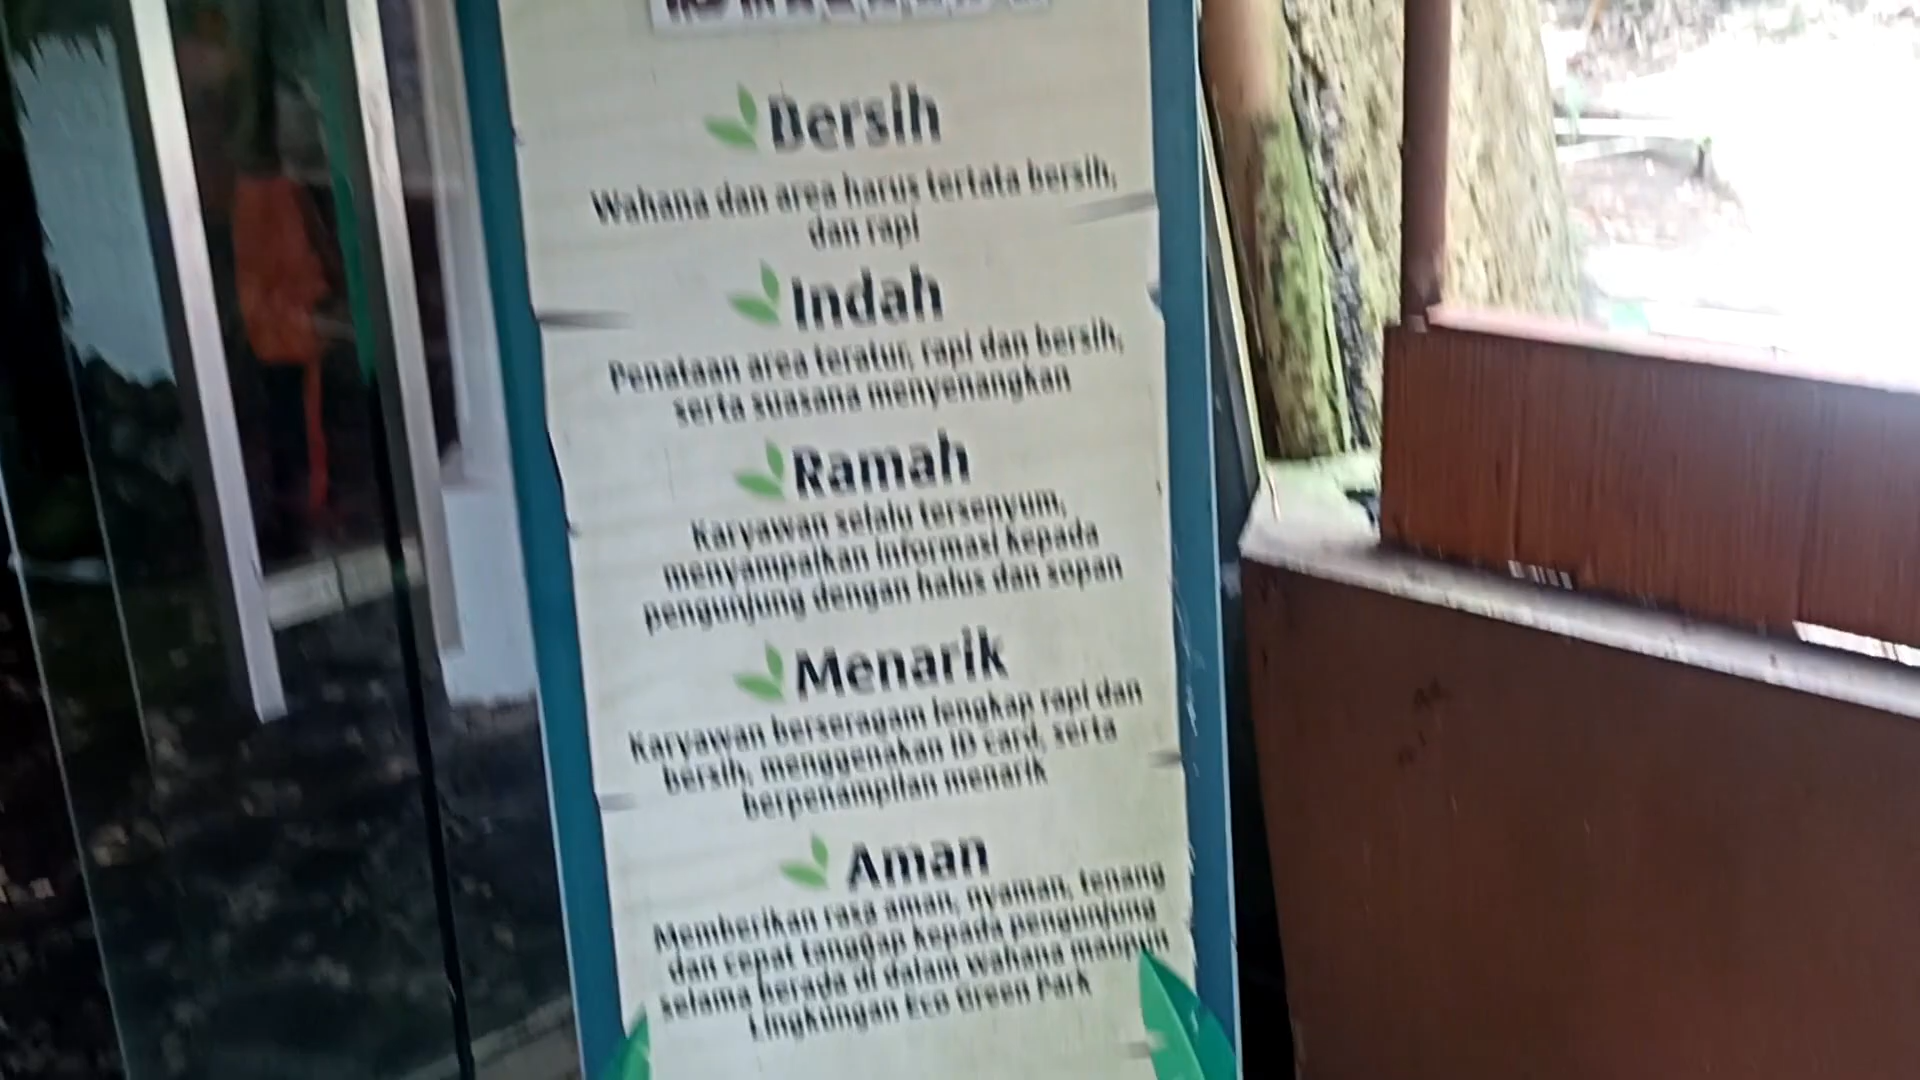 Bersih
Wahana dan area harus tertata bersih,
dan rapi
Indah
Penataan area teratur, rapi dan bersih,
serta suasana menyenangkan
Ramah
Karyawan selalu tersenyum,
menyampaikan informasi kepada
pengunjung dengan halus dan sopan
Menarik
Karyawan berseragam lengkap rapi dan
bersih, menggenakan ID card, serta
berpenampilan menarik
Aman
Memberikan rasa aman, nyaman, tenang
dan cepat tanggap kepada pengunjung
selama berada di dalam wahana maupun
Lingkungan Eco Green Park